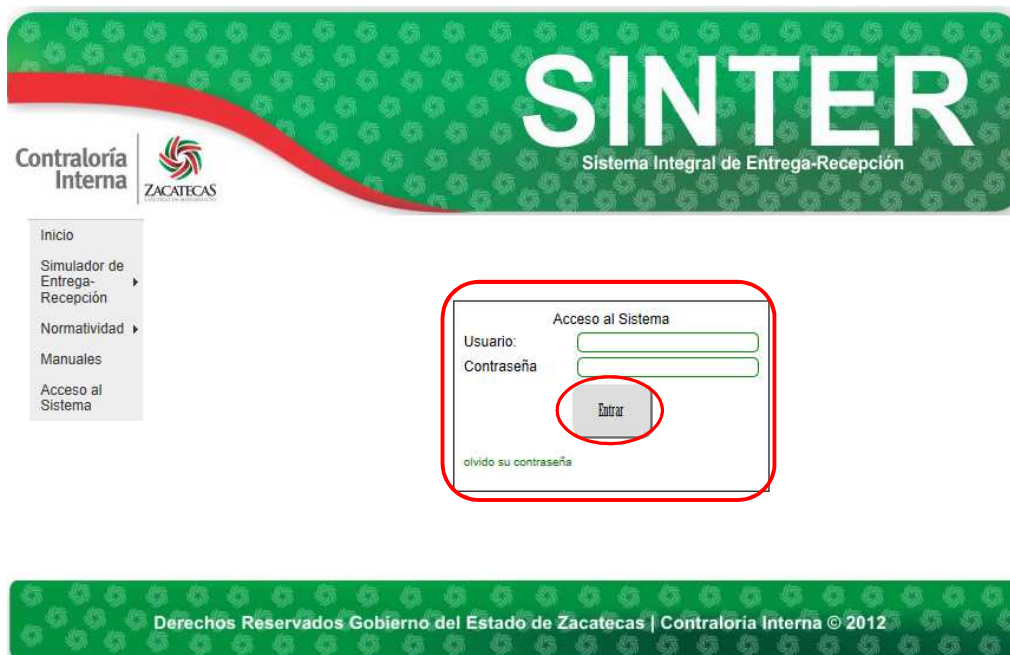 SINTER
Sistema Integral de Entrega-Recepción
Contraloría
Interna
ZACATECAS
Inicio
Simulador de
Entrega-
Recepción
Normatividad
Manuales
Acceso al
Sistema
Acceso al Sistema
Usuario:
Contraseña
Entrar
olvido su contraseña
Derechos Reservados Gobierno del Estado de Zacatecas | Contraloria Interna © 2012